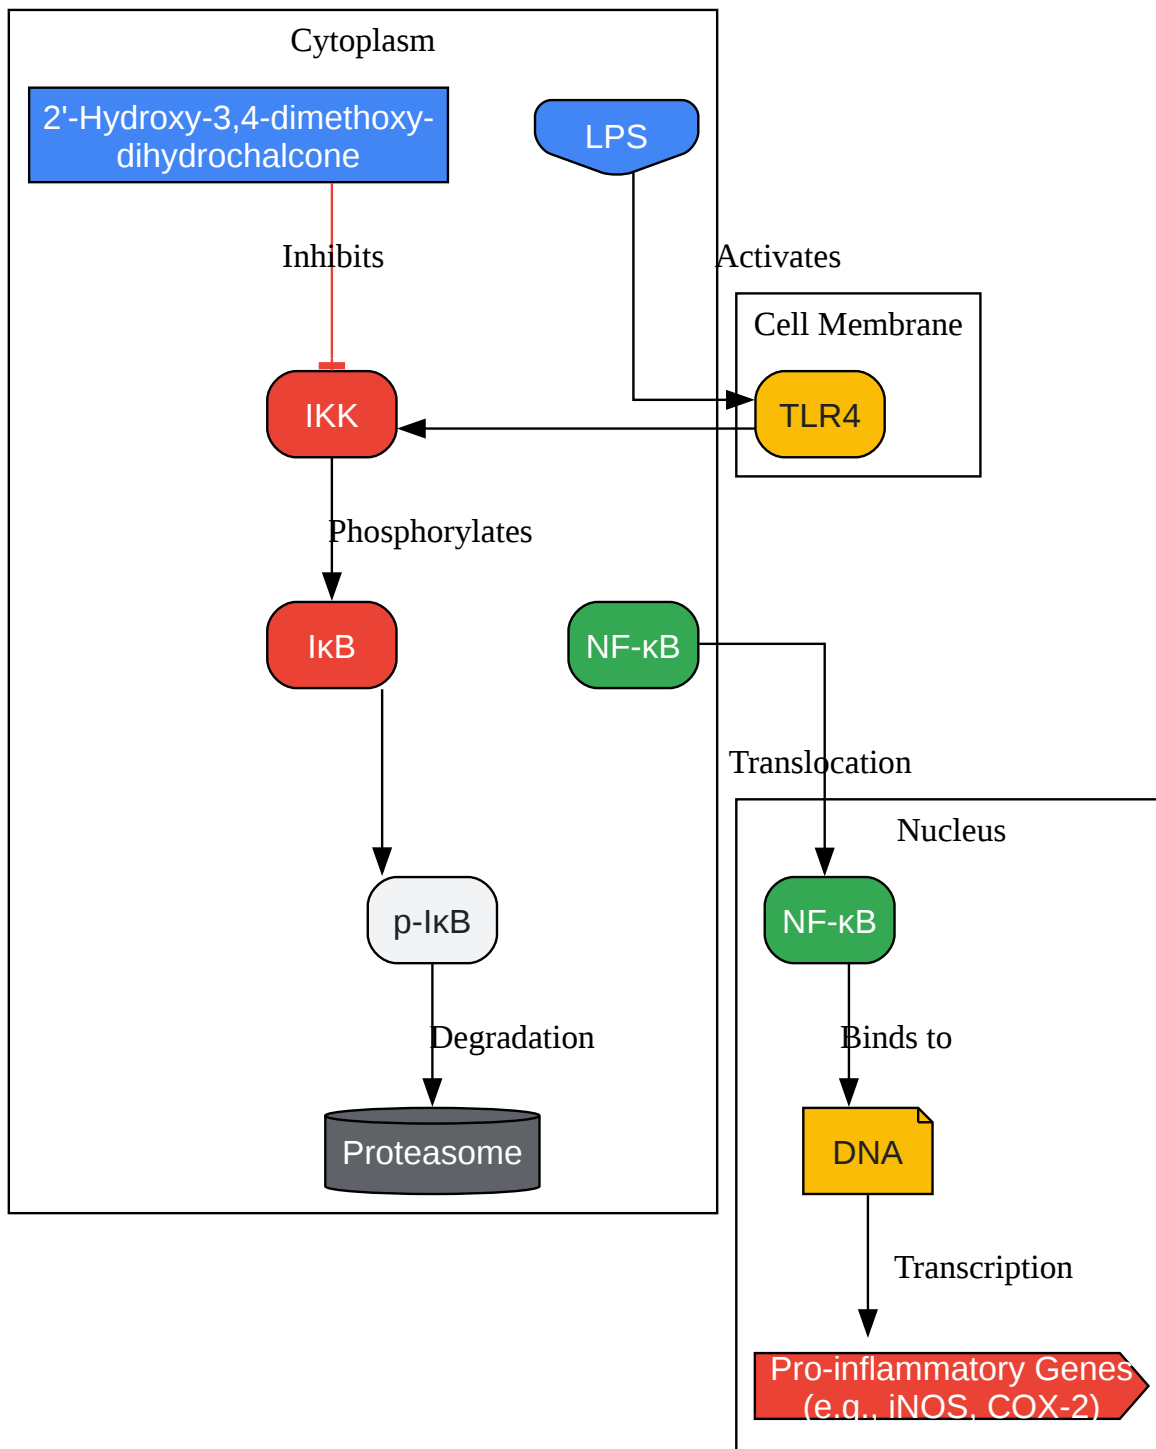 Cytoplasm
2'-Hydroxy-3,4-dimethoxy-
dihydrochalcone
LPS
Inhibits
Activates
Cell Membrane
IKK
TLR4
Phosphorylates
IκB
NF-κB
Translocation
Nucleus
p-IκB
NF-κB
Degradation
Binds to
Proteasome
DNA
Transcription
Pro-inflammatory Genes
(e.g., iNOS, COX-2)